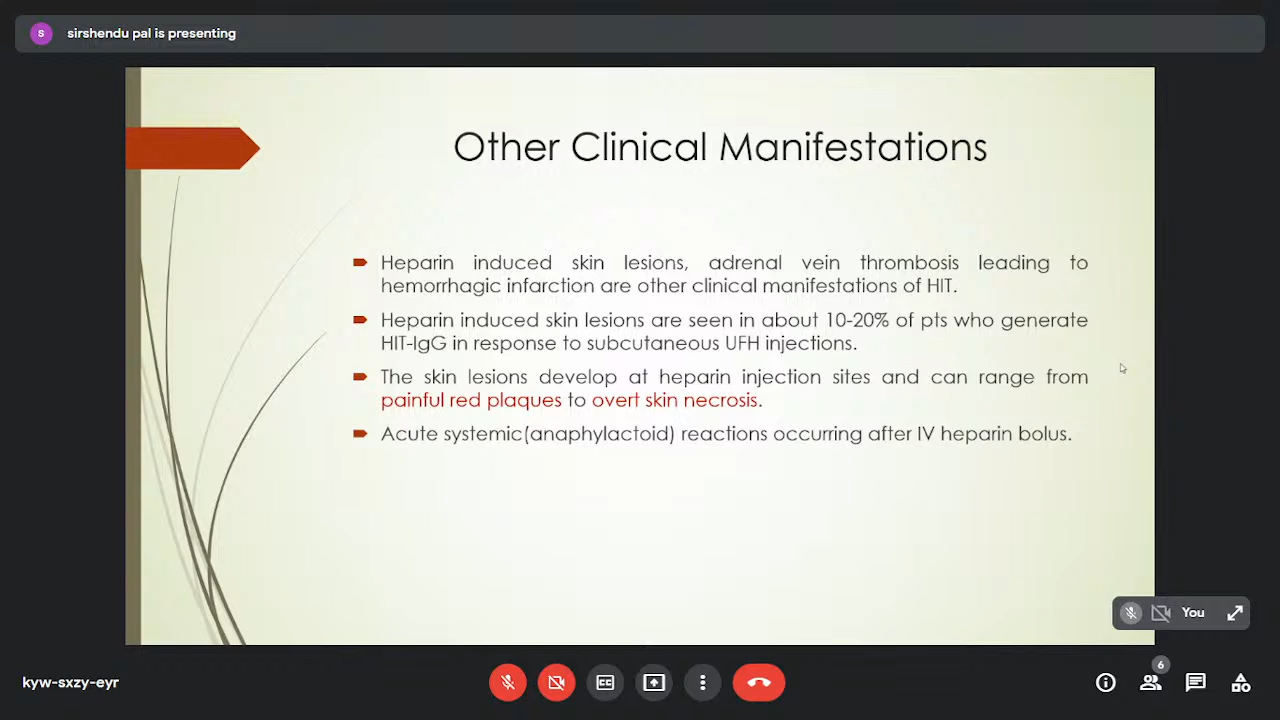 S
sirshendu pal is presenting
Other Clinical Manifestations
Heparin induced skin lesions, adrenal vein thrombosis leading to
hemorrhagic infarction are other clinical manifestations of HIT.
Heparin induced skin lesions are seen in about 10-20% of pts who generate
HIT-IgG in response to subcutaneous UFH injections.
The skin lesions develop at heparin injection sites and can range from
painful red plaques to overt skin necrosis.
Acute systemic(anaphylactoid) reactions occurring after IV heparin bolus.
You
kyw-sxzy-eyr
CC
6